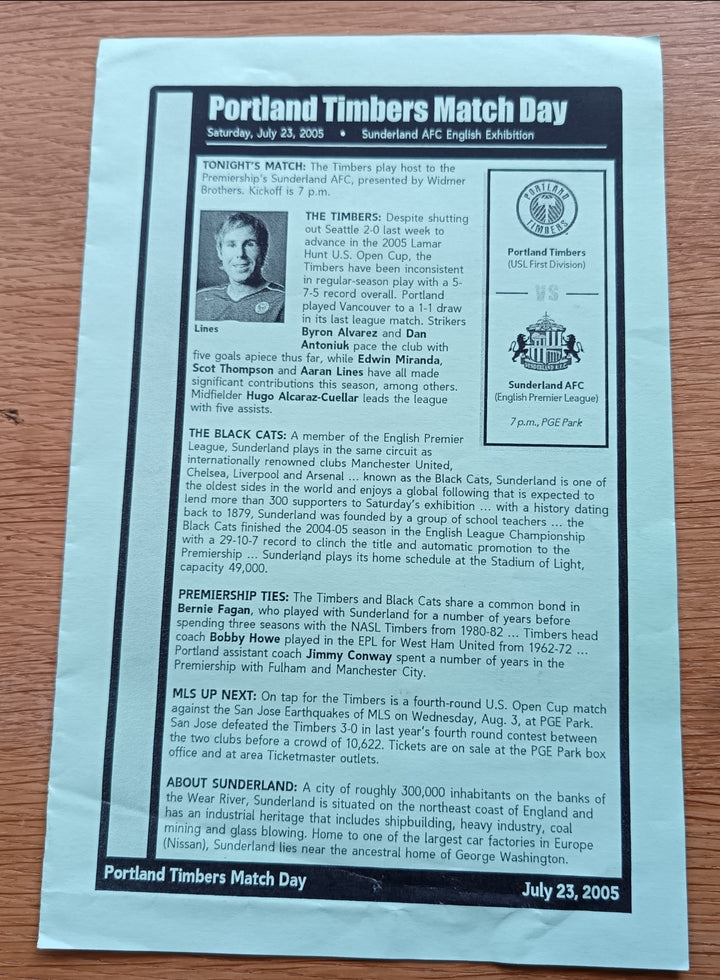 Portland Timbers Match Day
Saturday, July 23, 2005 • Sunderland AFC English Exhibition
TONIGHT'S MATCH: The Timbers play host to the
Premiership's Sunderland AFC, presented by Widmer
Brothers. Kickoff is 7 p.m.
THE TIMBERS: Despite shutting
out Seattle 2-0 last week to
advance in the 2005 Lamar
Hunt U.S. Open Cup, the
Timbers have been inconsistent
in regular-season play with a 5-
7-5 record overall. Portland
played Vancouver to a 1-1 draw
in its last league match. Strikers
Byron Alvarez and Dan
Antoniuk pace the club with
five goals apiece thus far, while Edwin Miranda,
Scott Thompson and Aaran Lines have all made
significant contributions this season, among others.
Midfielder Hugo Alcaraz-Cuellar leads the league
with five assists.
Lines
PORTLAND
TIMBERS
Portland Timbers
(USL First Division)
VS
SUNDERLAND A.F.C.
Sunderland AFC
(English Premier League)
7 p.m., PGE Park
THE BLACK CATS: A member of the English Premier
League, Sunderland plays in the same circuit as
internationally renowned clubs Manchester United,
Chelsea, Liverpool and Arsenal ... known as the Black Cats, Sunderland is one of
the oldest sides in the world and enjoys a global following that is expected to
lend more than 300 supporters to Saturday's exhibition ... with a history dating
back to 1879, Sunderland was founded by a group of school teachers ... the
Black Cats finished the 2004-05 season in the English League Championship
with a 29-10-7 record to clinch the title and automatic promotion to the
Premiership ... Sunderland plays its home schedule at the Stadium of Light,
capacity 49,000.
PREMIERSHIP TIES: The Timbers and Black Cats share a common bond in
Bernie Fagan, who played with Sunderland for a number of years before
spending three seasons with the NASL Timbers from 1980-82 ... Timbers head
coach Bobby Howe played in the EPL for West Ham United from 1962-72 ...
Portland assistant coach Jimmy Conway spent a number of years in the
Premiership with Fulham and Manchester City.
MLS UP NEXT: On tap for the Timbers is a fourth-round U.S. Open Cup match
against the San Jose Earthquakes of MLS on Wednesday, Aug. 3, at PGE Park.
San Jose defeated the Timbers 3-0 in last year's fourth round contest between
the two clubs before a crowd of 10,622. Tickets are on sale at the PGE Park box
office and at area Ticketmaster outlets.
ABOUT SUNDERLAND: A city of roughly 300,000 inhabitants on the banks of
the Wear River, Sunderland is situated on the northeast coast of England and
has an industrial heritage that includes shipbuilding, heavy industry, coal
mining and glass blowing. Home to one of the largest car factories in Europe
(Nissan), Sunderland lies near the ancestral home of George Washington.
Portland Timbers Match Day
July 23, 2005